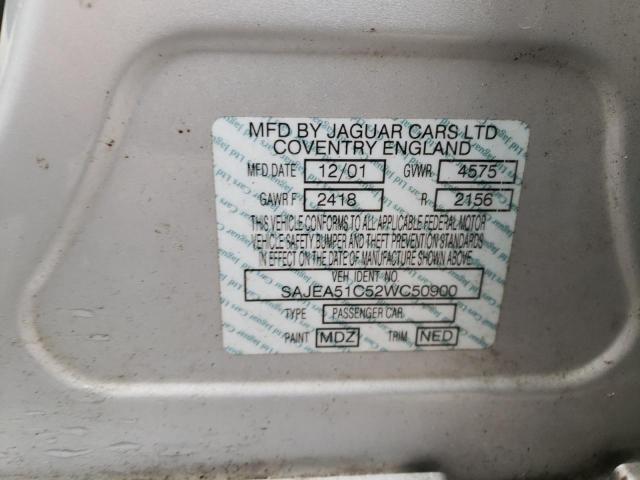 MFD BY JAGUAR CARS LTD
COVENTRY ENGLAND
MFD DATE 12/01 GVWR 4575
GAWR F 2418 R 2156
THIS VEHICLE CONFORMS TO ALL APPLICABLE FEDERAL MOTOR
VEHICLE SAFETY BUMPER AND THEFT PREVENTION STANDARDS
IN EFFECT ON THE DATE OF MANUFACTURE SHOWN ABOVE.
VEH. IDENT NO.
SAJEA51C52WC50900
TYPE PASSENGER CAR
PAINT MDZ TRIM NED